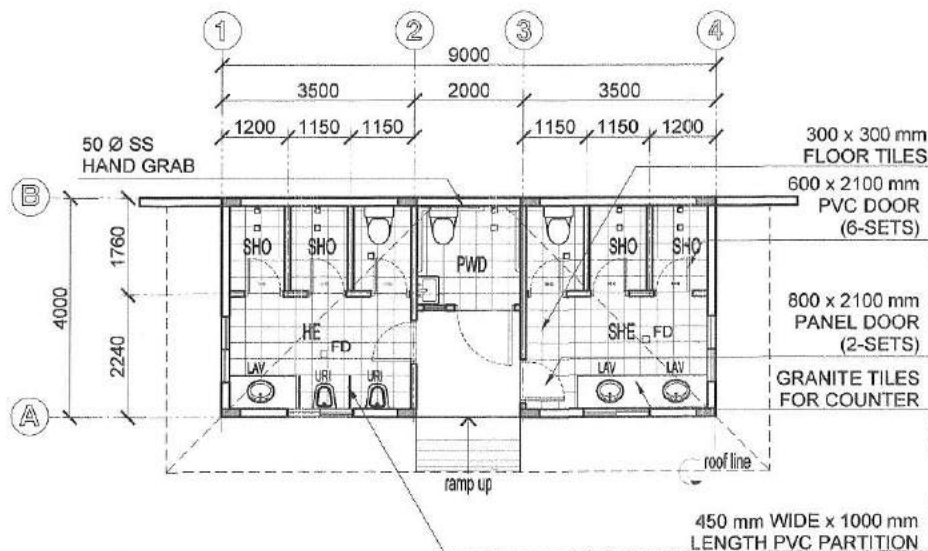 1
2
3
4
9000
3500
2000
3500
1200
1150
1150
1150
1150
1200
50 Ø SS
HAND GRAB
300 x 300 mm
FLOOR TILES
600 x 2100 mm
PVC DOOR
(6-SETS)
B
1760
4000
2240
A
SHO
SHO
PWD
SHO
SHO
800 x 2100 mm
PANEL DOOR
(2-SETS)
HE
FD
SHE
FD
LAV
URI
URI
LAV
LAV
GRANITE TILES
FOR COUNTER
roof line
ramp up
450 mm WIDE x 1000 mm
LENGTH PVC PARTITION